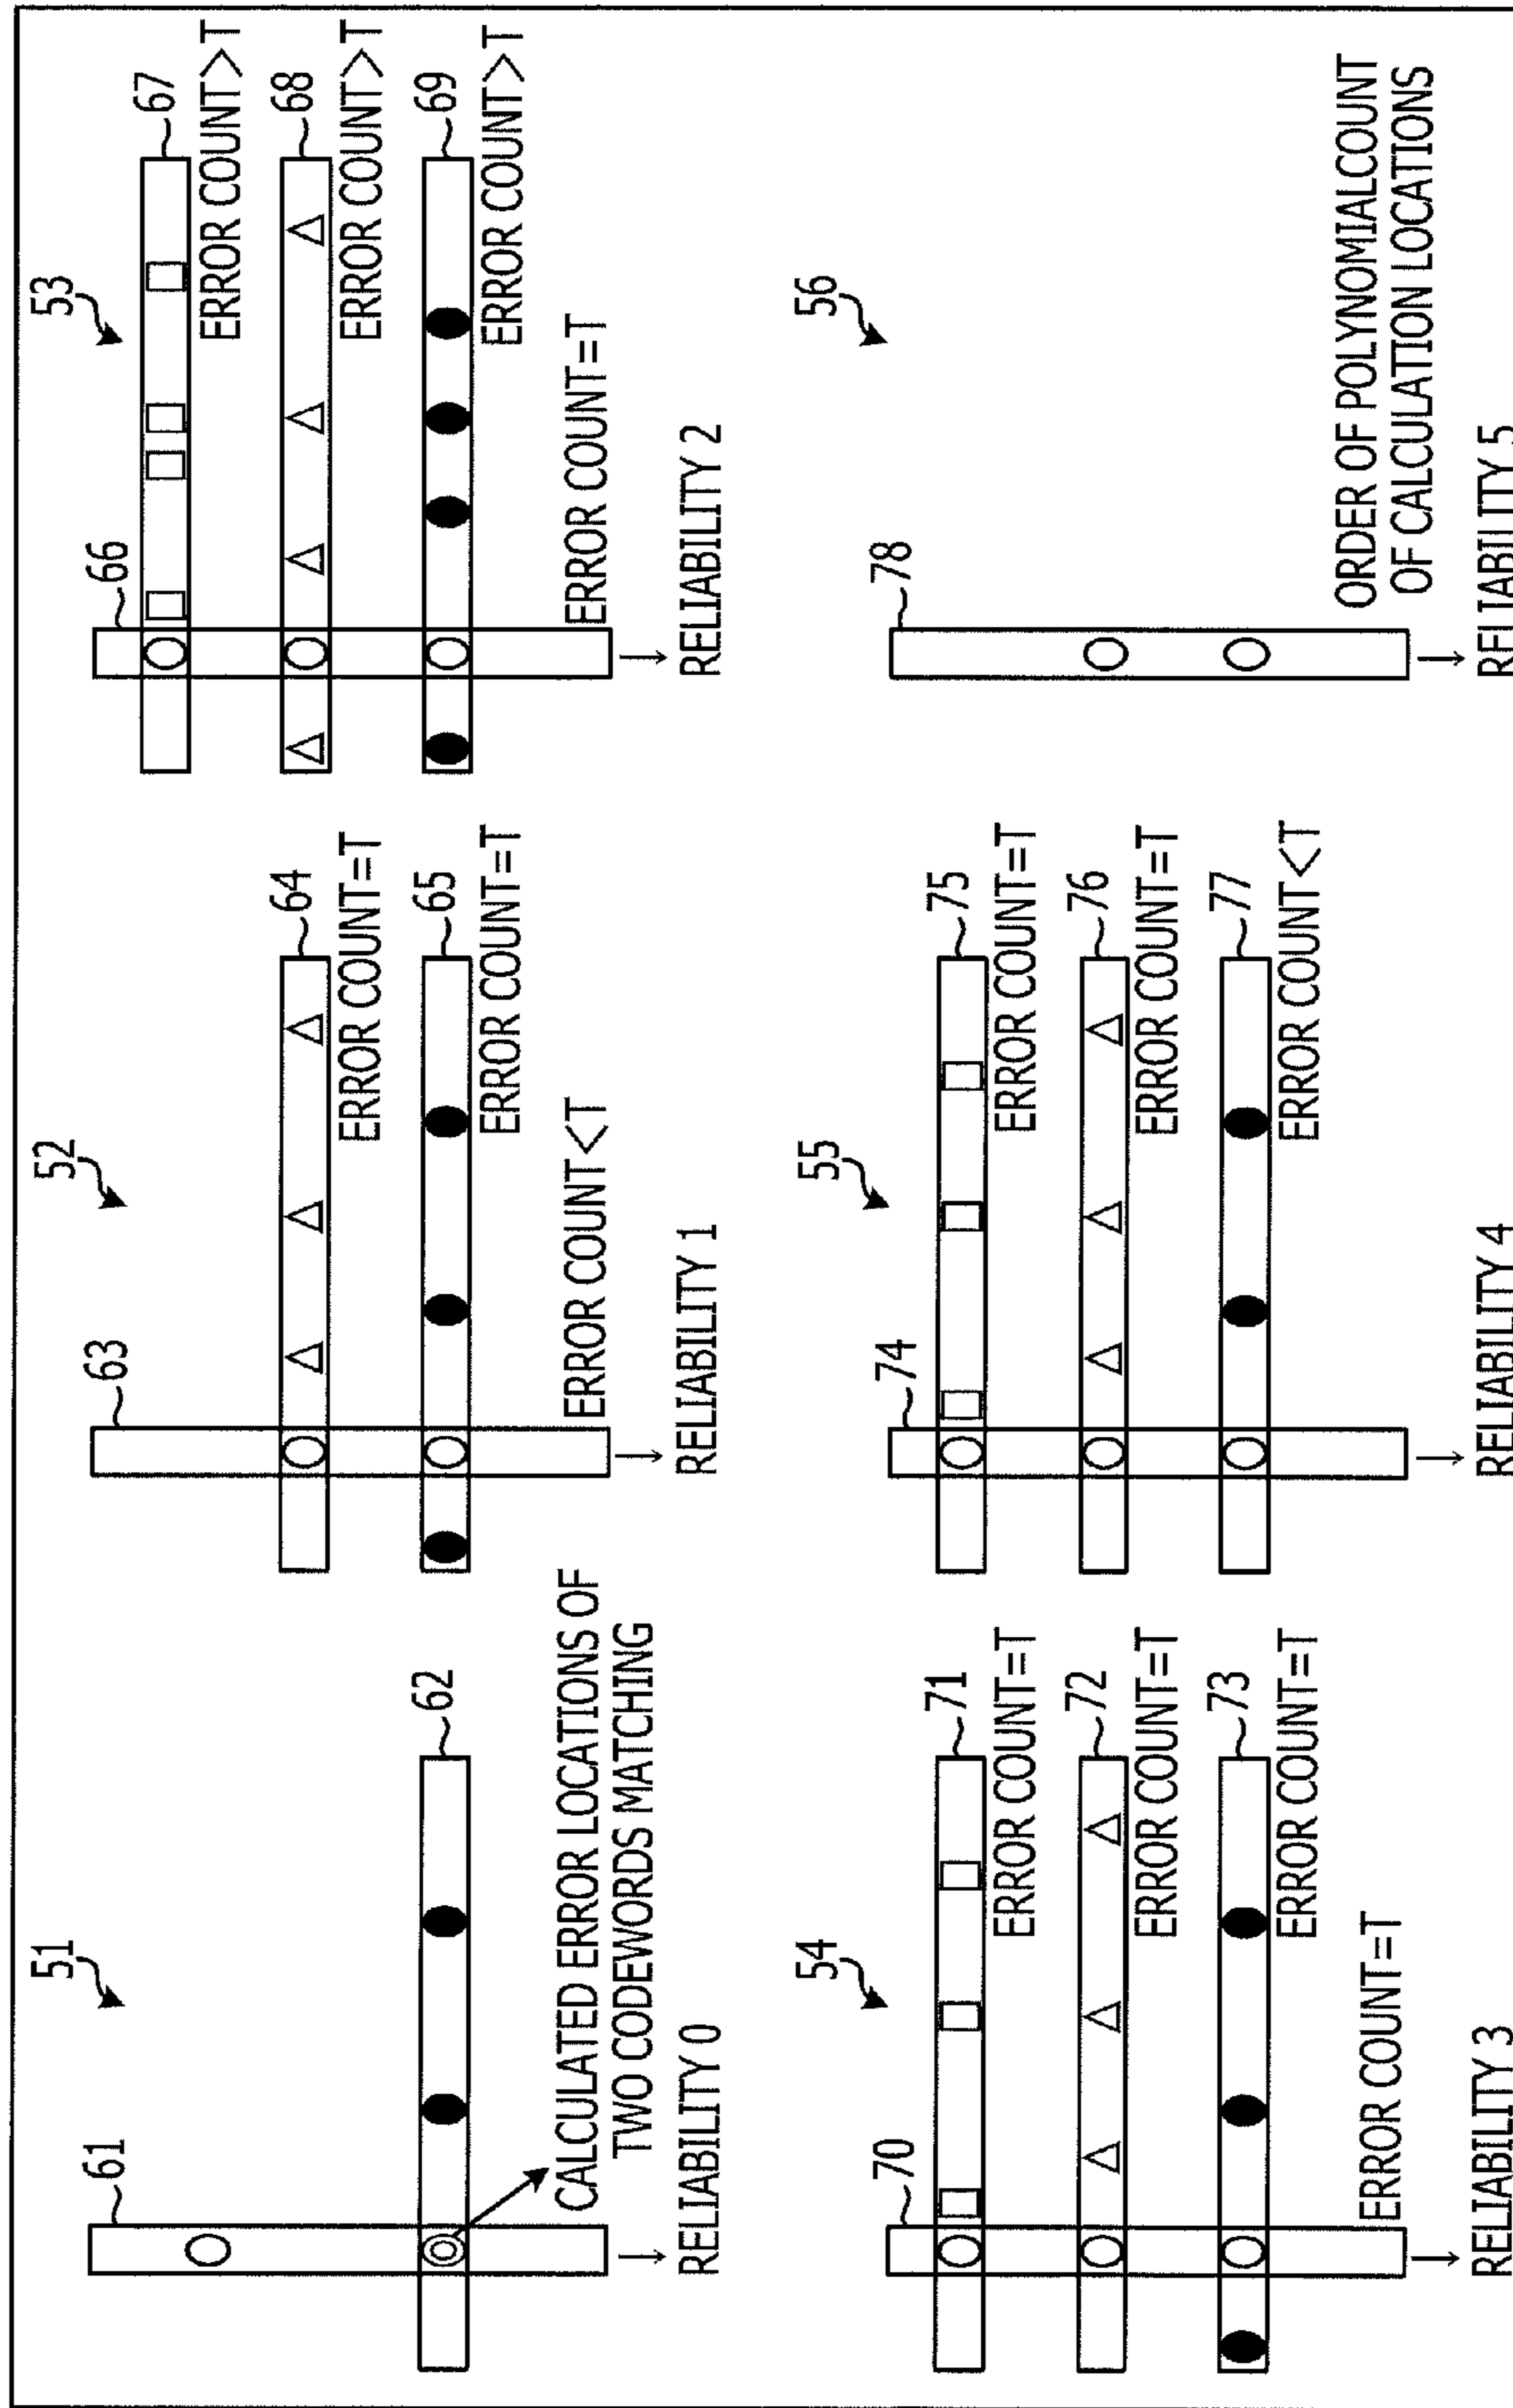 51
61
62
CALCULATED ERROR LOCATIONS OF
TWO CODEWORDS MATCHING
RELIABILITY 0
52
63
64
ERROR COUNT=T
65
ERROR COUNT=T
ERROR COUNT<T
RELIABILITY 1
53
66
67
ERROR COUNT>T
68
ERROR COUNT>T
69
ERROR COUNT>T
ERROR COUNT=T
RELIABILITY 2
54
70
71
ERROR COUNT=T
72
ERROR COUNT=T
73
ERROR COUNT=T
ERROR COUNT=T
RELIABILITY 3
55
74
75
ERROR COUNT=T
76
ERROR COUNT=T
77
ERROR COUNT<T
RELIABILITY 4
56
78
ORDER OF POLYNOMIALCOUNT
OF CALCULATION LOCATIONS
RELIABILITY 5